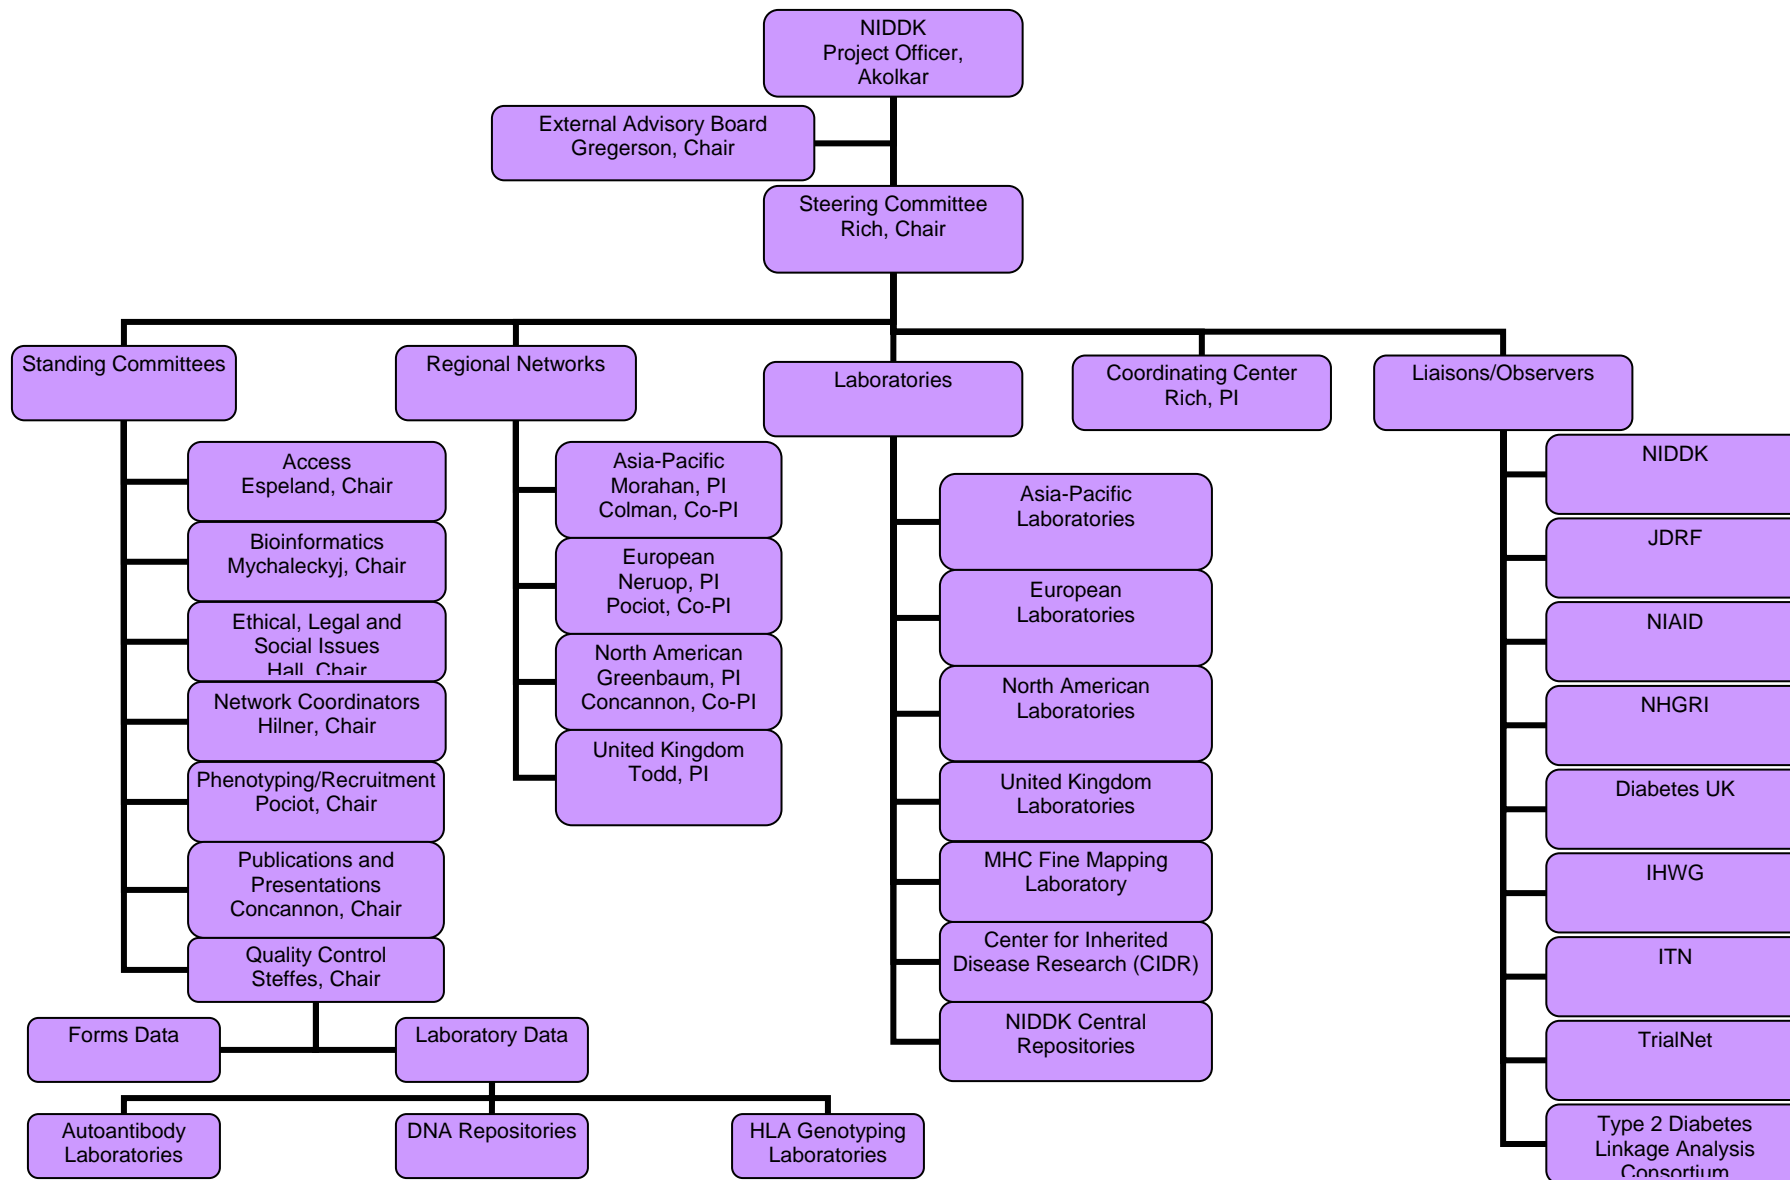 NIDDK
Project Officer,
Akolkar
External Advisory Board
Gregerson, Chair
Steering Committee
Rich, Chair
Standing Committees
Regional Networks
Laboratories
Coordinating Center
Rich, PI
Liaisons/Observers
Access
Espeland, Chair
Bioinformatics
Mychaleckyj, Chair
Ethical, Legal and
Social Issues
Hall, Chair
Network Coordinators
Hilner, Chair
Phenotyping/Recruitment
Pociot, Chair
Publications and
Presentations
Concannon, Chair
Quality Control
Steffes, Chair
Forms Data
Laboratory Data
Autoantibody
Laboratories
DNA Repositories
HLA Genotyping
Laboratories
Asia-Pacific
Morahan, PI
Colman, Co-PI
European
Neruop, PI
Pociot, Co-PI
North American
Greenbaum, PI
Concannon, Co-PI
United Kingdom
Todd, PI
Asia-Pacific
Laboratories
European
Laboratories
North American
Laboratories
United Kingdom
Laboratories
MHC Fine Mapping
Laboratory
Center for Inherited
Disease Research (CIDR)
NIDDK Central
Repositories
NIDDK
JDRF
NIAID
NHGRI
Diabetes UK
IHWG
ITN
TrialNet
Type 2 Diabetes
Linkage Analysis
Consortium